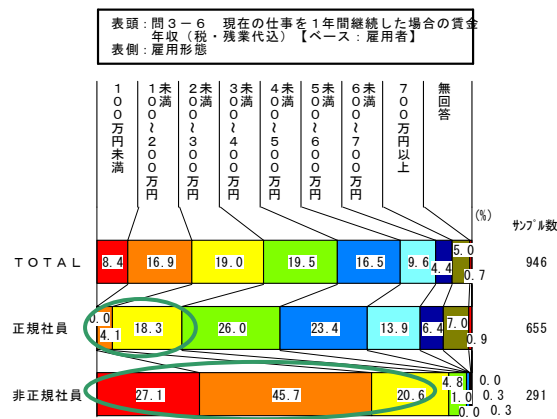 表頭：問３－６　現在の仕事を１年間継続した場合の賃金
年収（税・残業代込）【ベース：雇用者】
表側：雇用形態
１００万円未満
１００～２００万円未満
２００～３００万円未満
３００～４００万円未満
４００～５００万円未満
５００～６００万円未満
６００～７００万円未満
７００万円以上
無回答
(%)
ｻﾝﾌﾟﾙ数
ＴＯＴＡＬ 8.4 16.9 19.0 19.5 16.5 9.6 4.4 5.0 0.7 946
正規社員 0.0 4.1 18.3 26.0 23.4 13.9 6.4 7.0 0.9 655
非正規社員 27.1 45.7 20.6 4.8 1.0 0.0 0.0 0.3 0.3 291